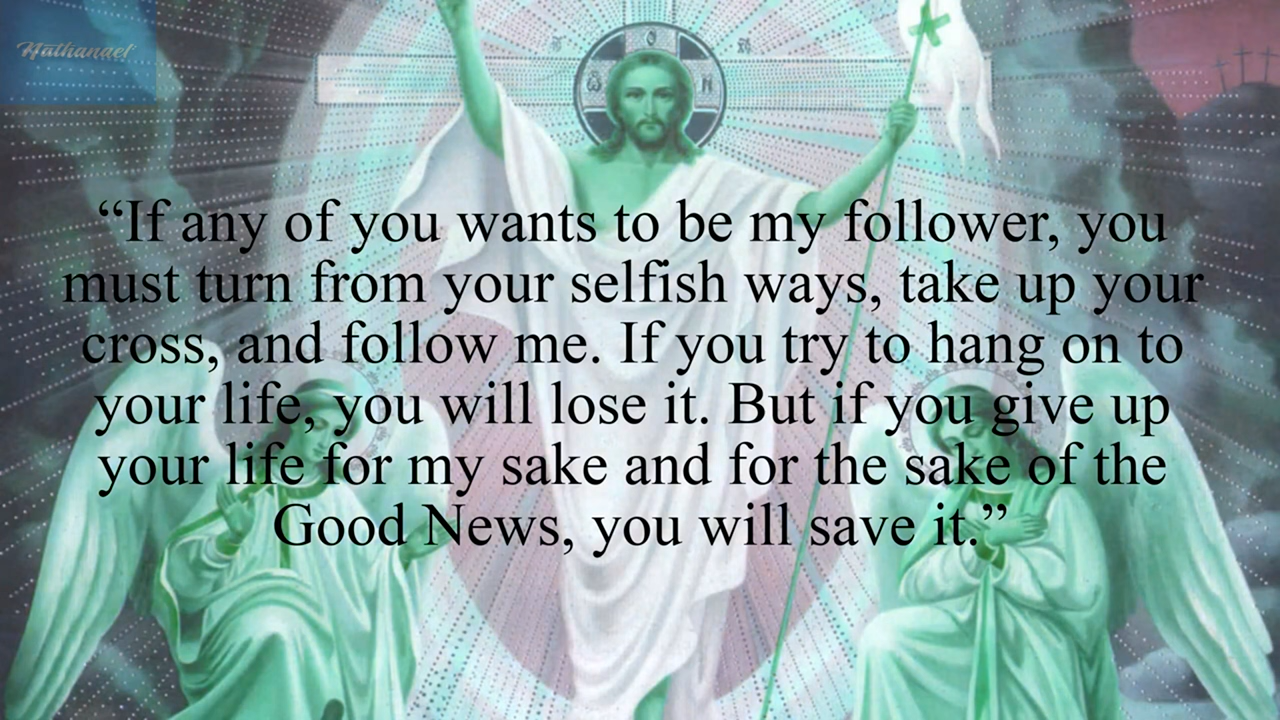 Nathanael
“If any of you wants to be my follower, you
must turn from your selfish ways, take up your
cross, and follow me. If you try to hang on to
your life, you will lose it. But if you give up
your life for my sake and for the sake of the
Good News, you will save it.”